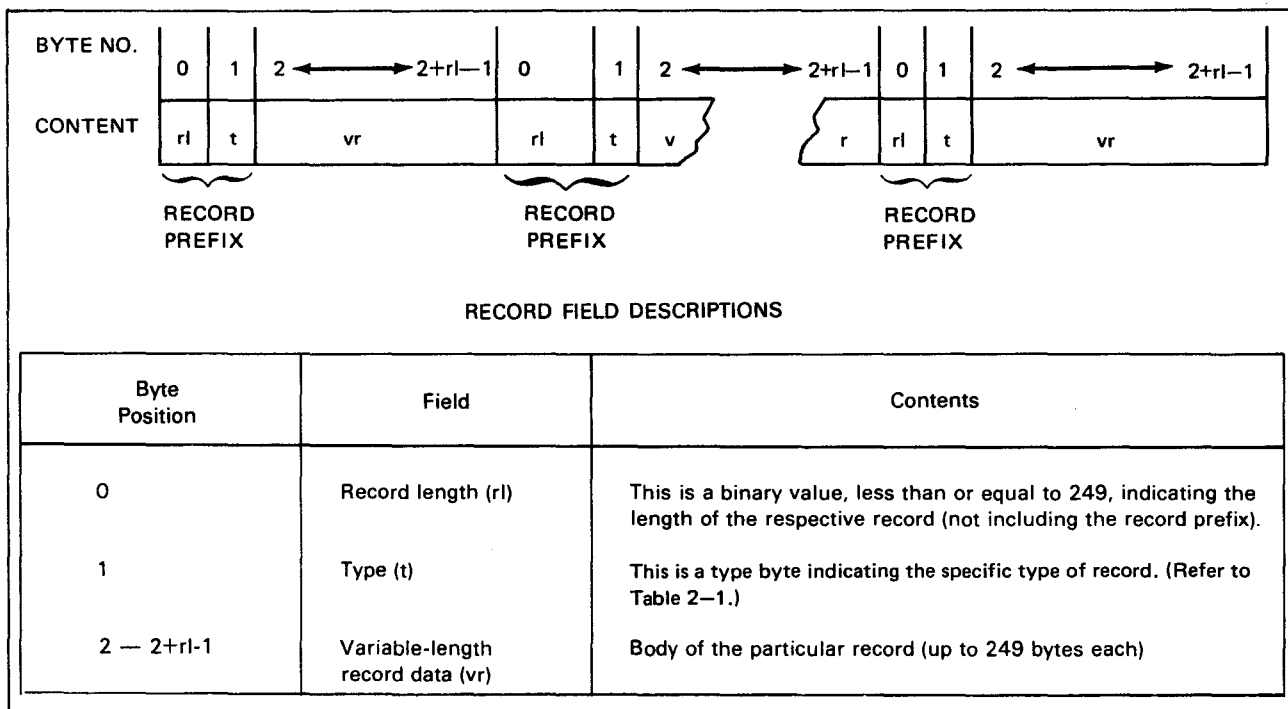 BYTE NO.
0 1 2 2+rl—1 0 1 2 2+rl—1 0 1 2 2+rl—1
CONTENT
rl t vr rl t v r rl t vr
RECORD PREFIX RECORD PREFIX RECORD PREFIX
RECORD FIELD DESCRIPTIONS
Byte Position Field Contents
0 Record length (rl) This is a binary value, less than or equal to 249, indicating the
length of the respective record (not including the record prefix).
1 Type (t) This is a type byte indicating the specific type of record. (Refer to
Table 2—1.)
2 — 2+rl-1 Variable-length Body of the particular record (up to 249 bytes each)
record data (vr)